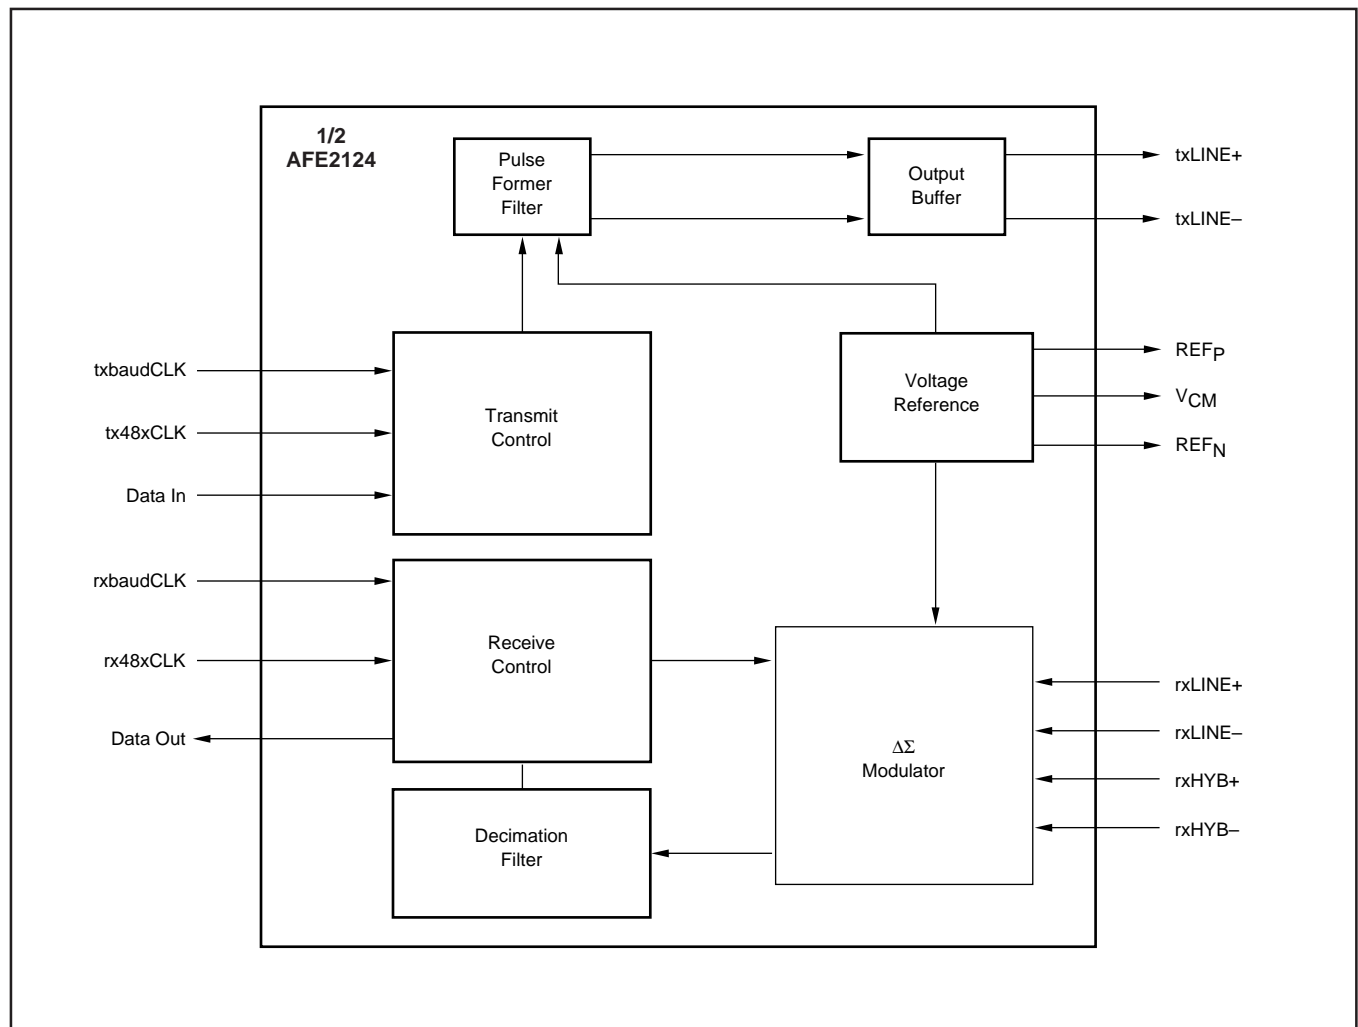 1/2
AFE2124
Pulse
Former
Filter
Output
Buffer
txLINE+
txLINE–
txbaudCLK
tx48xCLK
Data In
Transmit
Control
Voltage
Reference
REFP
VCM
REFN
rxbaudCLK
rx48xCLK
Data Out
Receive
Control
ΔΣ
Modulator
rxLINE+
rxLINE–
rxHYB+
rxHYB–
Decimation
Filter